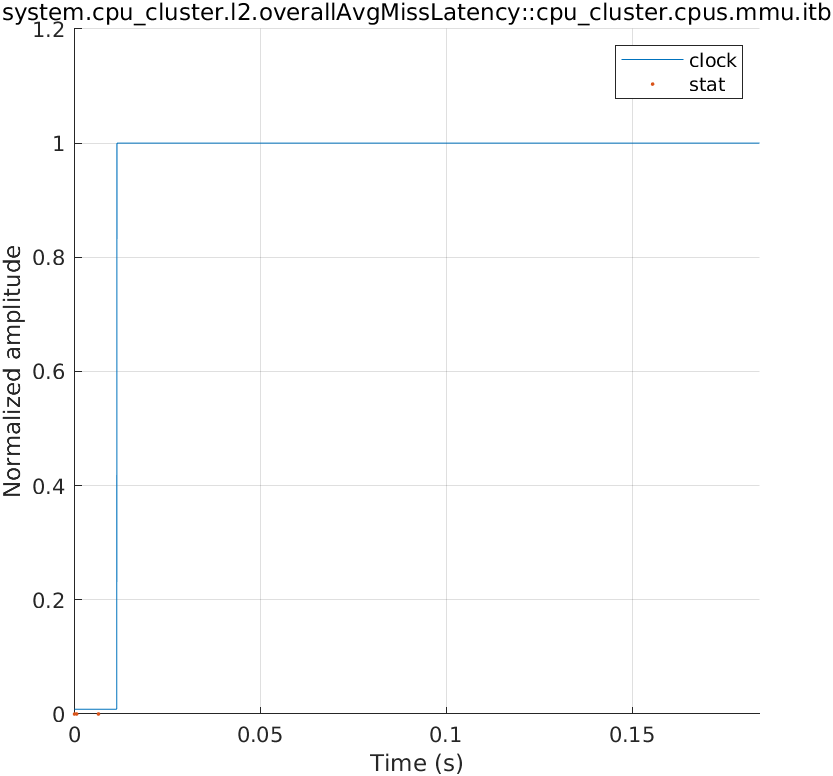 system.cpu_cluster.l2.overallAvgMissLatency::cpu_cluster.cpus.mmu.itb
1.2
1
0.8
0.6
0.4
0.2
0
Normalized amplitude
clock
stat
0 0.05 0.1 0.15
Time (s)